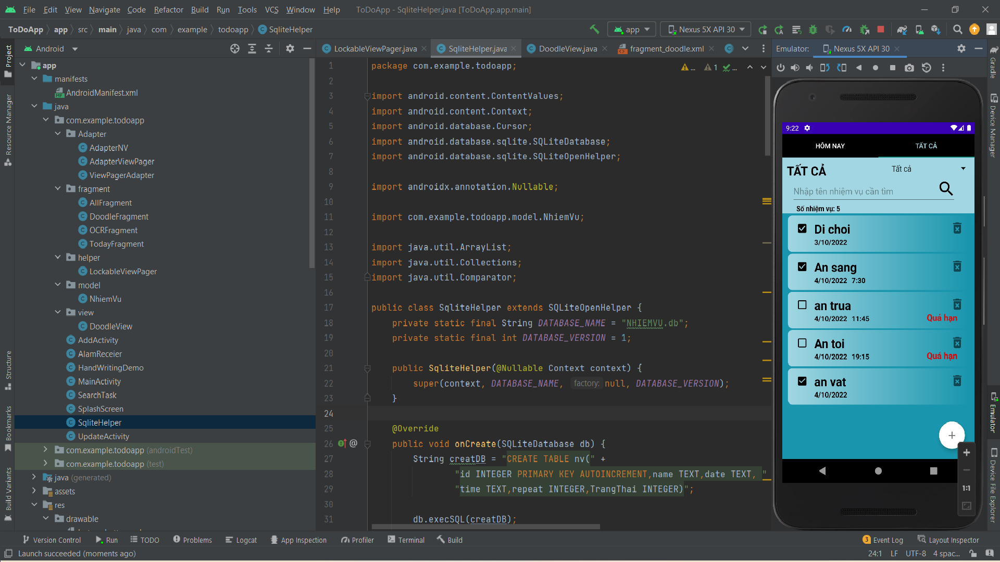 File Edit View Navigate Code Refactor Build Run Tools VCS Window Help ToDoApp - SqliteHelper.java [ToDoApp.app.main]
ToDoApp app src main java com example todoapp SqliteHelper app Nexus 5X API 30
Project
Resource Manager
Structure
Bookmarks
Build Variants
Android
app
manifests
AndroidManifest.xml
java
com.example.todoapp
Adapter
AdapterNV
AdapterViewPager
ViewPagerAdapter
fragment
AllFragment
DoodleFragment
OCRFragment
TodayFragment
helper
LockableViewPager
model
NhiemVu
view
DoodleView
AddActivity
AlamReceier
HandWritingDemo
MainActivity
SearchTask
SplashScreen
SqliteHelper
UpdateActivity
com.example.todoapp (androidTest)
com.example.todoapp (test)
java (generated)
assets
res
drawable
LockableViewPager.java SqliteHelper.java DoodleView.java fragment_doodle.xml
... 1 ...
1 package com.example.todoapp;
2
3 import android.content.ContentValues;
4 import android.content.Context;
5 import android.database.Cursor;
6 import android.database.sqlite.SQLiteDatabase;
7 import android.database.sqlite.SQLiteOpenHelper;
8
9 import androidx.annotation.Nullable;
10
11 import com.example.todoapp.model.NhiemVu;
12
13 import java.util.ArrayList;
14 import java.util.Collections;
15 import java.util.Comparator;
16
17 public class SqliteHelper extends SQLiteOpenHelper {
18 private static final String DATABASE_NAME = "NHIEMVU.db";
19 private static final int DATABASE_VERSION = 1;
20
21 public SqliteHelper(@Nullable Context context) {
22 super(context, DATABASE_NAME, factory: null, DATABASE_VERSION);
23 }
24
25 @Override
26 @ public void onCreate(SQLiteDatabase db) {
27 String creatDB = "CREATE TABLE nv(" +
28 "id INTEGER PRIMARY KEY AUTOINCREMENT,name TEXT,date TEXT, "
29 "time TEXT,repeat INTEGER,TrangThai INTEGER)";
30
31 db.execSQL(creatDB);
Emulator: Nexus 5X API 30
9:22
HÔM NAY TẤT CẢ
TẤT CẢ Tất cả
Nhập tên nhiệm vụ cần tìm
Số nhiệm vụ: 5
Di choi
3/10/2022
An sang
4/10/2022 7:30
an trua
4/10/2022 11:45 Quá hạn
An toi
4/10/2022 19:15 Quá hạn
an vat
4/10/2022
+
+
1:1
Gradle
Device Manager
Emulator
Device File Explorer
Version Control Run TODO Problems Logcat App Inspection Profiler Terminal Build 3 Event Log Layout Inspector
Launch succeeded (moments ago) 24:1 LF UTF-8 4 spac...